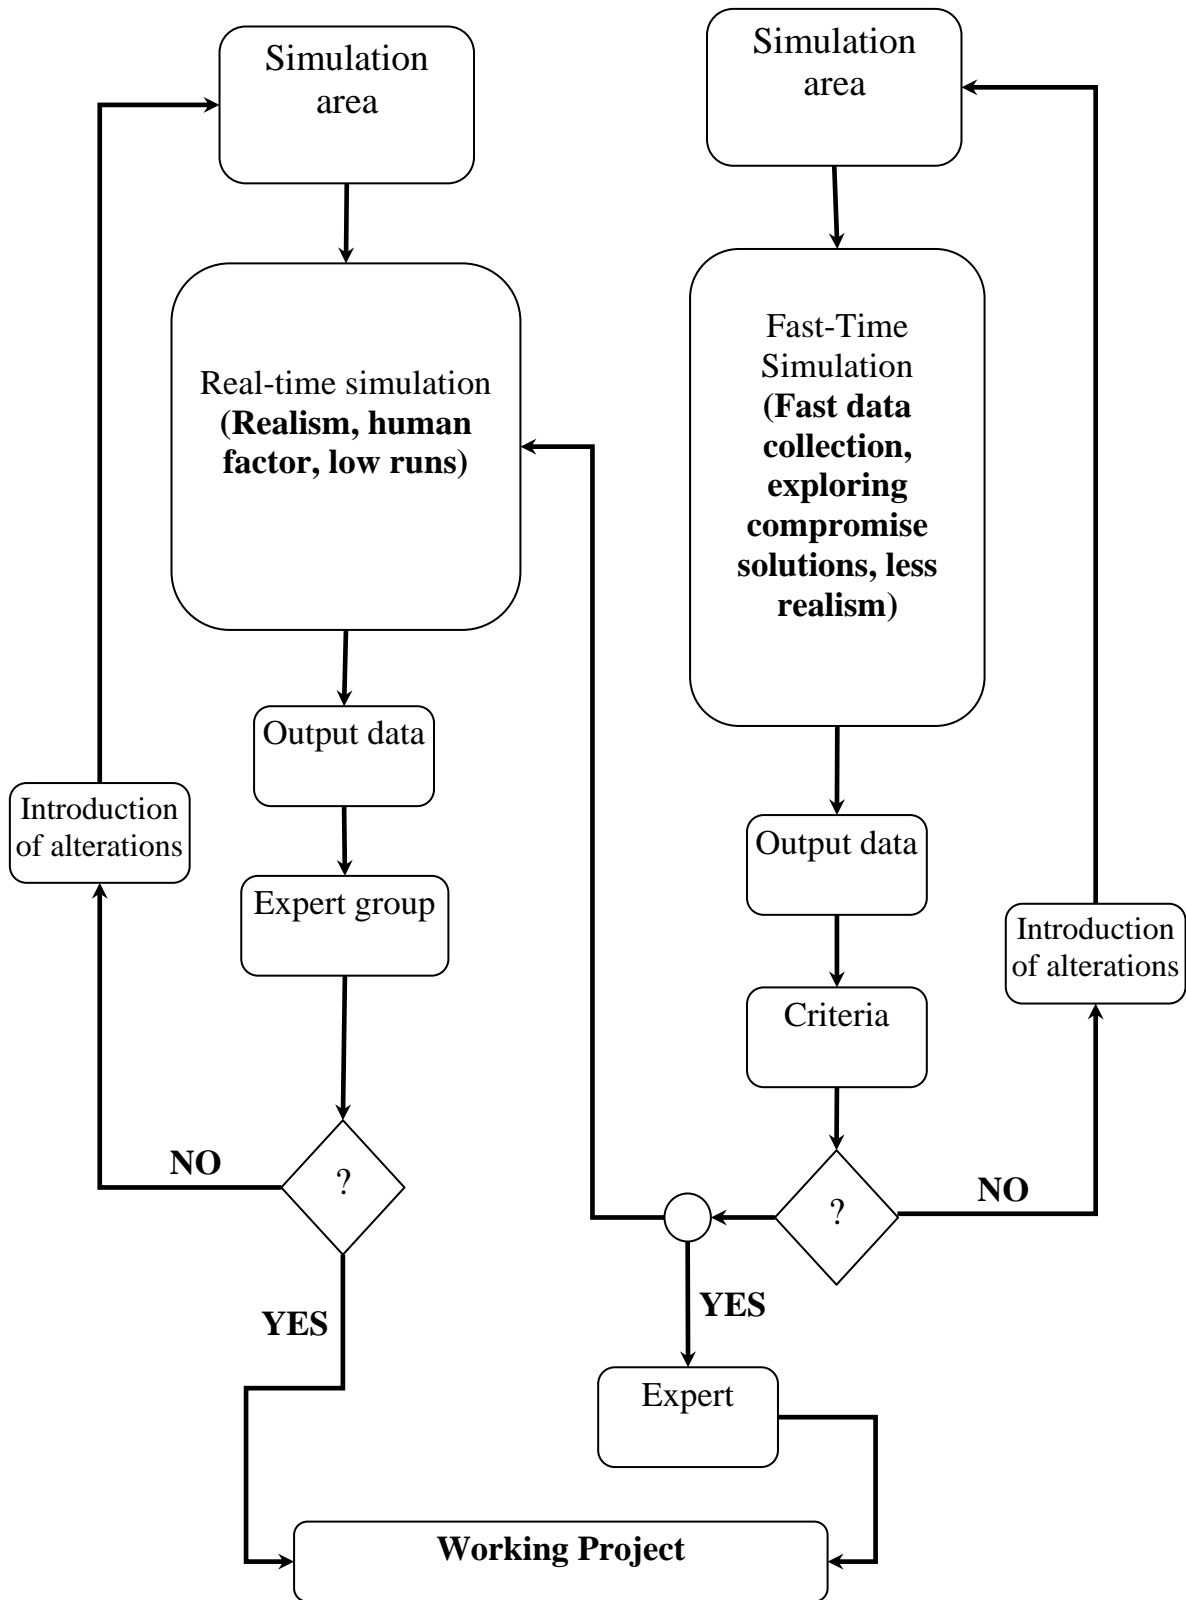 Simulation
area
Simulation
area
Real-time simulation
(Realism, human
factor, low runs)
Fast-Time
Simulation
(Fast data
collection,
exploring
compromise
solutions, less
realism)
Output data
Introduction
of alterations
Expert group
Output data
Introduction
of alterations
Criteria
NO
?
NO
?
YES
YES
Expert
Working Project